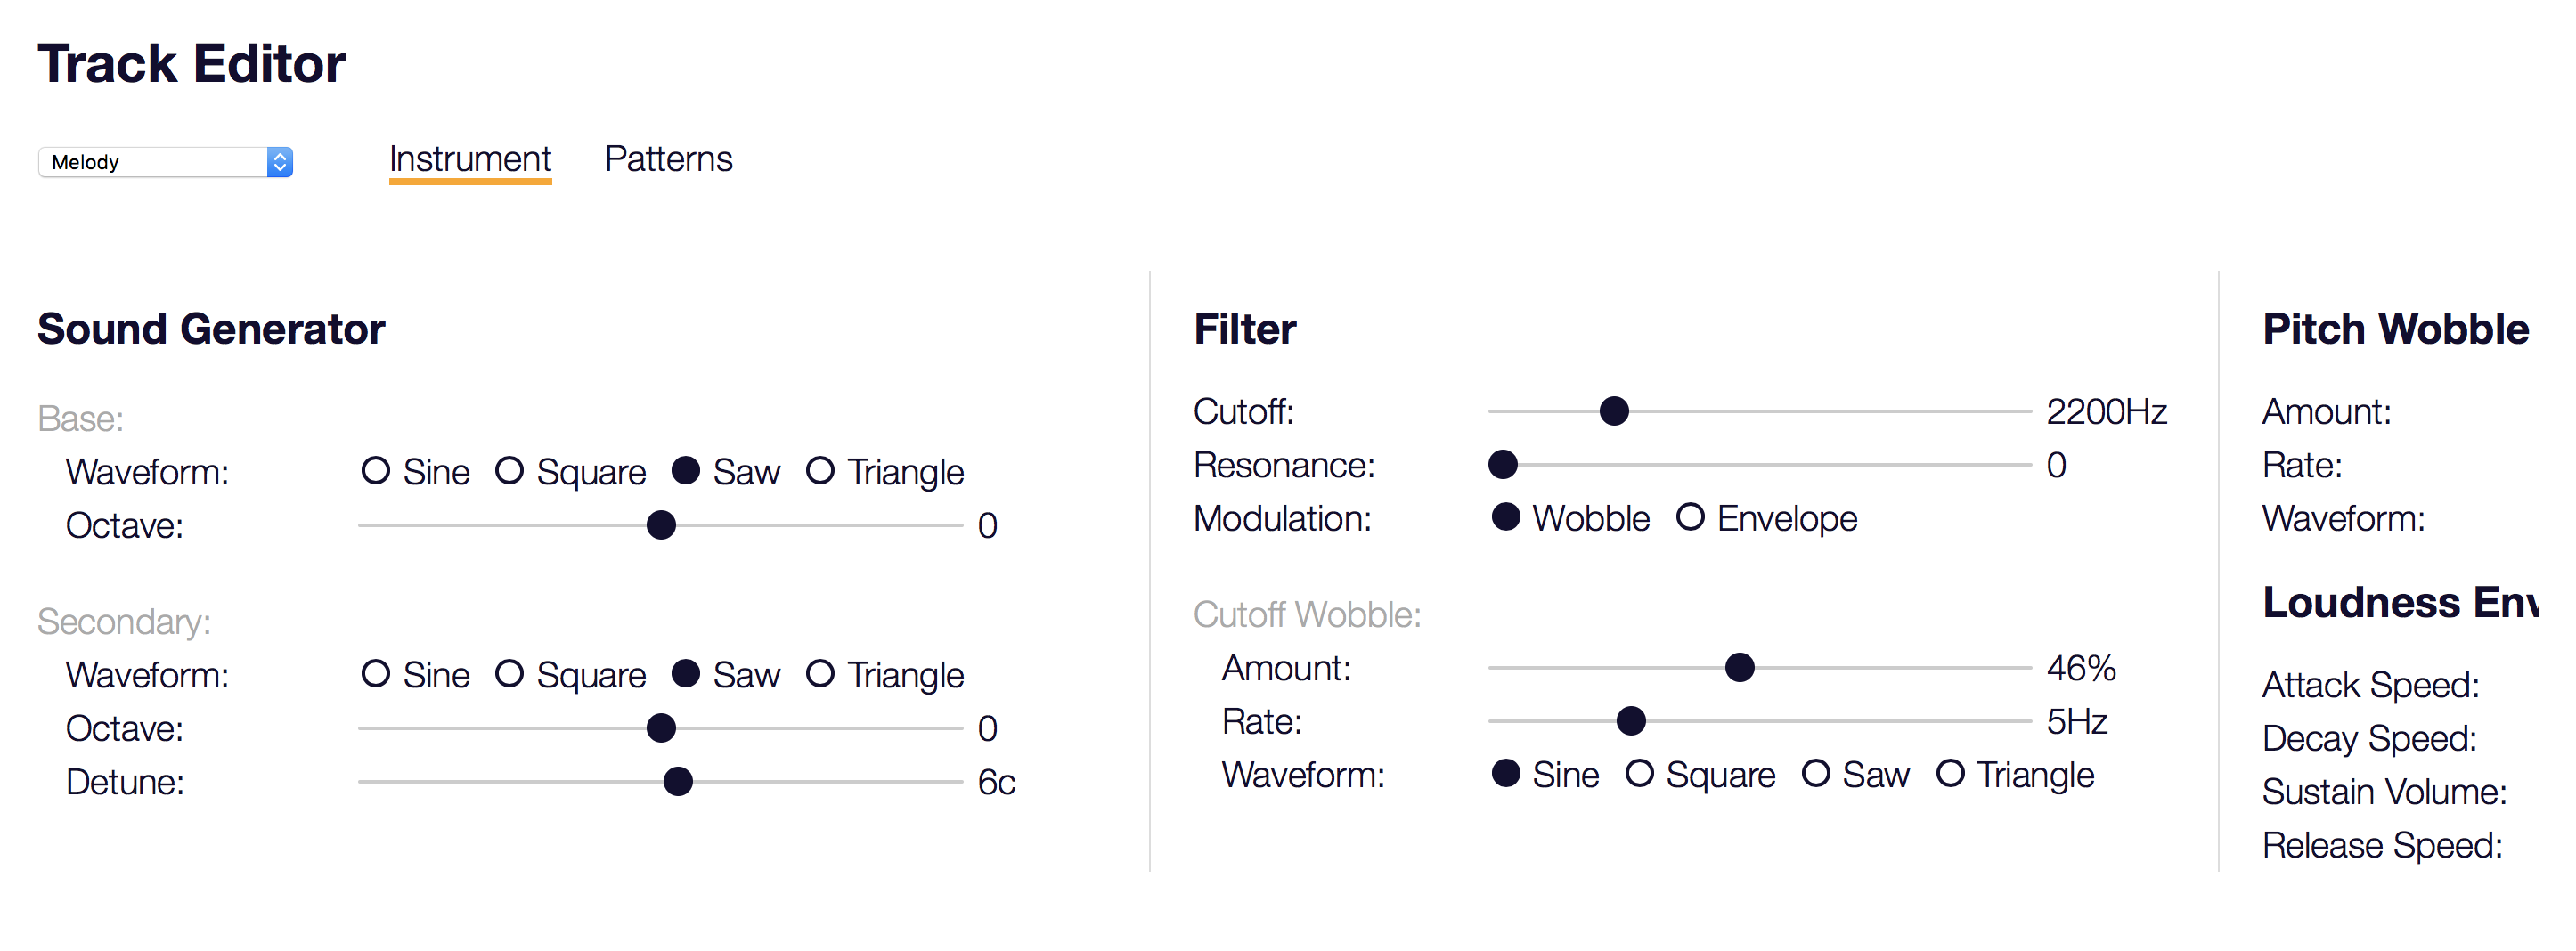 Track Editor
Melody
Instrument Patterns
Sound Generator
Base:
Waveform: Sine Square Saw Triangle
Octave: 0
Secondary:
Waveform: Sine Square Saw Triangle
Octave: 0
Detune: 6c
Filter
Cutoff: 2200Hz
Resonance: 0
Modulation: Wobble Envelope
Cutoff Wobble:
Amount: 46%
Rate: 5Hz
Waveform: Sine Square Saw Triangle
Pitch Wobble
Amount:
Rate:
Waveform:
Loudness
Attack Speed:
Decay Speed:
Sustain Volume:
Release Speed: